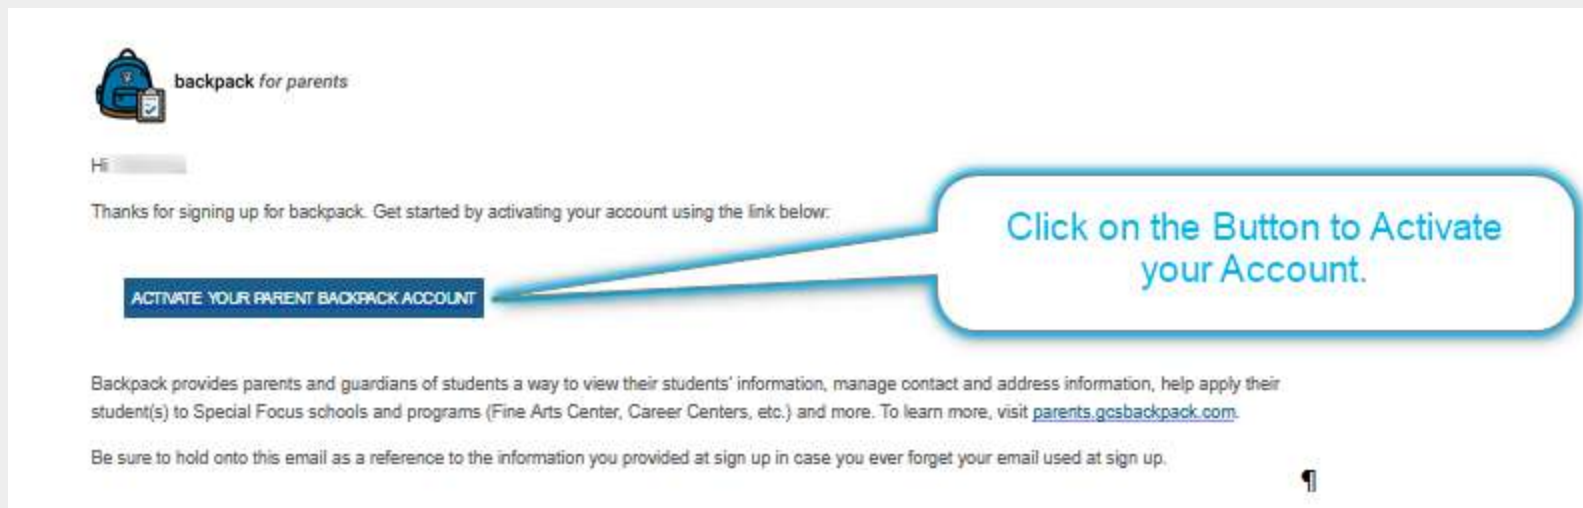 backpack for parents
Hi
Thanks for signing up for backpack. Get started by activating your account using the link below:
Click on the Button to Activate
your Account.
ACTIVATE YOUR PARENT BACKPACK ACCOUNT
Backpack provides parents and guardians of students a way to view their students' information, manage contact and address information, help apply their
student(s) to Special Focus schools and programs (Fine Arts Center, Career Centers, etc.) and more. To learn more, visit parents.gcsbackpack.com.
Be sure to hold onto this email as a reference to the information you provided at sign up in case you ever forget your email used at sign up.
¶